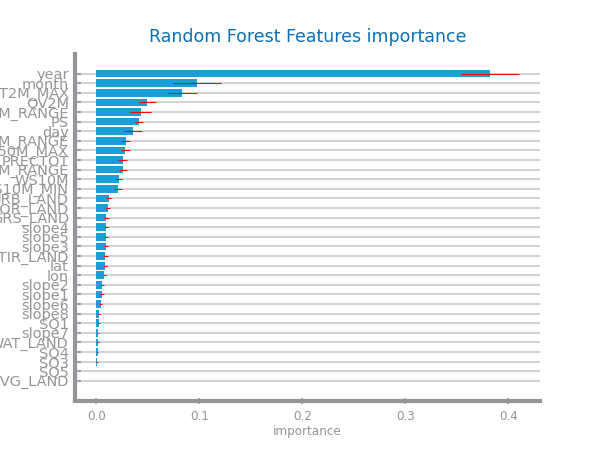 Random Forest Features importance
year
month
T2M_MAX
QV2M
M_RANGE
PS
day
M_RANGE
50M_MAX
PRECTOT
M_RANGE
WS10M
S10M_MIN
URB_LAND
OR_LAND
GRS_LAND
slope4
slope5
slope3
TIR_LAND
lat
lon
slope2
slope1
slope6
slope8
SQ1
slope7
WAT_LAND
SQ4
SQ3
SQ5
VG_LAND
0.0 0.1 0.2 0.3 0.4
importance